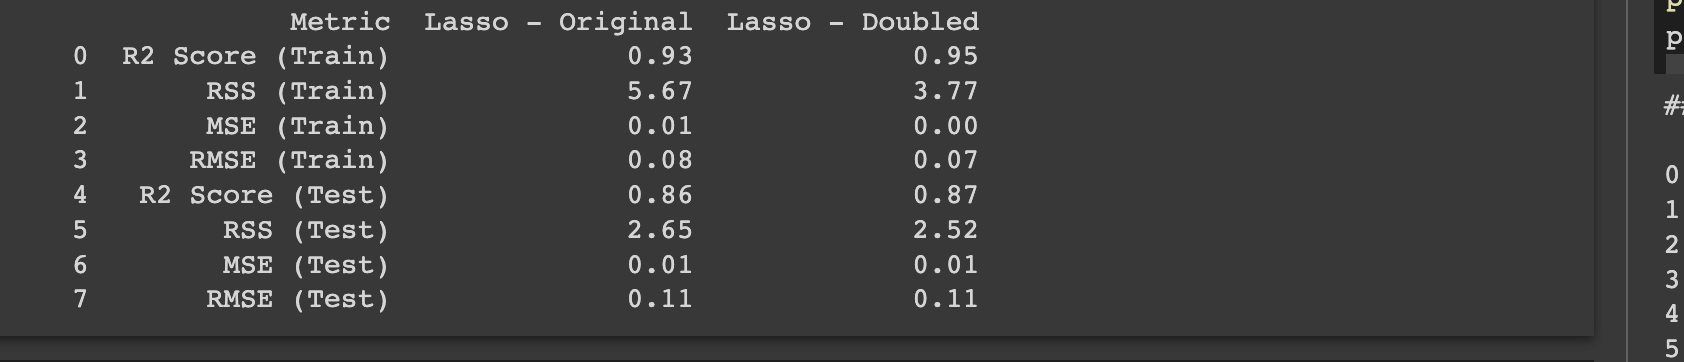 Metric Lasso - Original Lasso - Doubled
0 R2 Score (Train) 0.93 0.95
1 RSS (Train) 5.67 3.77
2 MSE (Train) 0.01 0.00
3 RMSE (Train) 0.08 0.07
4 R2 Score (Test) 0.86 0.87
5 RSS (Test) 2.65 2.52
6 MSE (Test) 0.01 0.01
7 RMSE (Test) 0.11 0.11
p
p
##
0
1
2
3
4
5